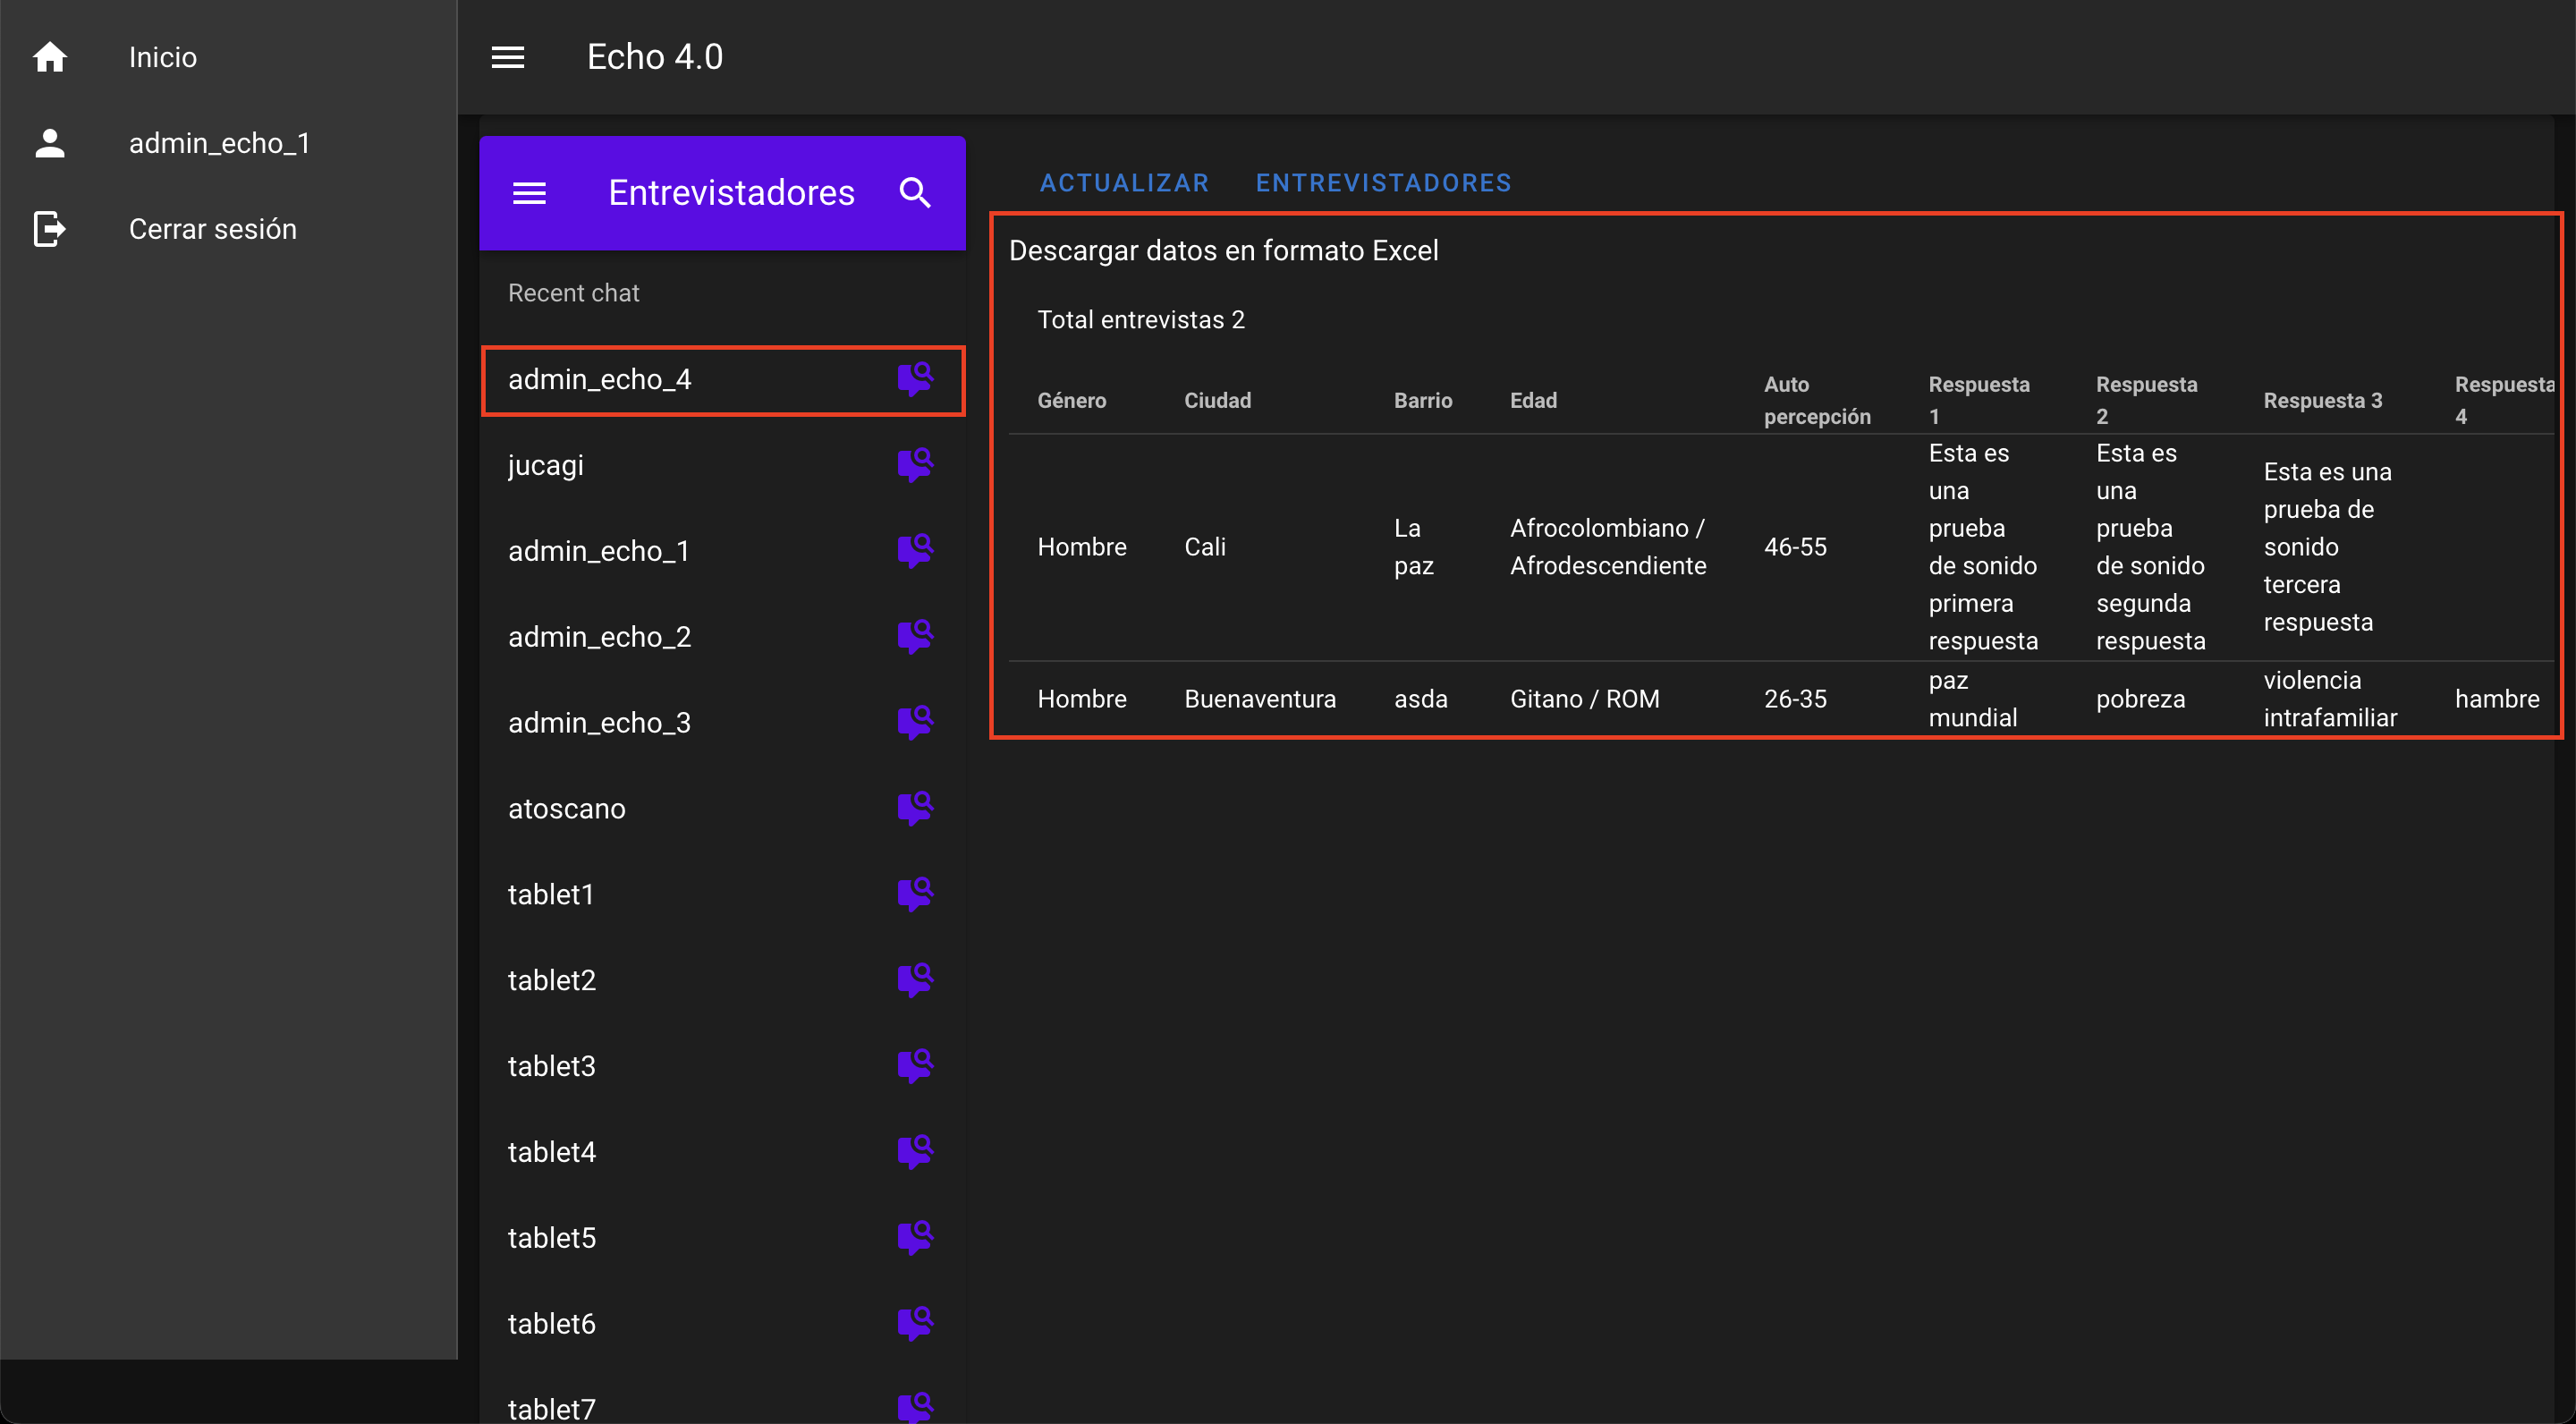 Inicio
admin_echo_1
Cerrar sesión
Echo 4.0
Entrevistadores
Recent chat
admin_echo_4
jucagi
admin_echo_1
admin_echo_2
admin_echo_3
atoscano
tablet1
tablet2
tablet3
tablet4
tablet5
tablet6
tablet7
ACTUALIZAR ENTREVISTADORES
Descargar datos en formato Excel
Total entrevistas 2
Género Ciudad Barrio Edad Auto percepción Respuesta 1 Respuesta 2 Respuesta 3 Respuesta 4
Hombre Cali La paz Afrocolombiano / Afrodescendiente 46-55 Esta es una prueba de sonido primera respuesta Esta es una prueba de sonido segunda respuesta Esta es una prueba de sonido tercera respuesta
Hombre Buenaventura asda Gitano / ROM 26-35 paz mundial pobreza violencia intrafamiliar hambre